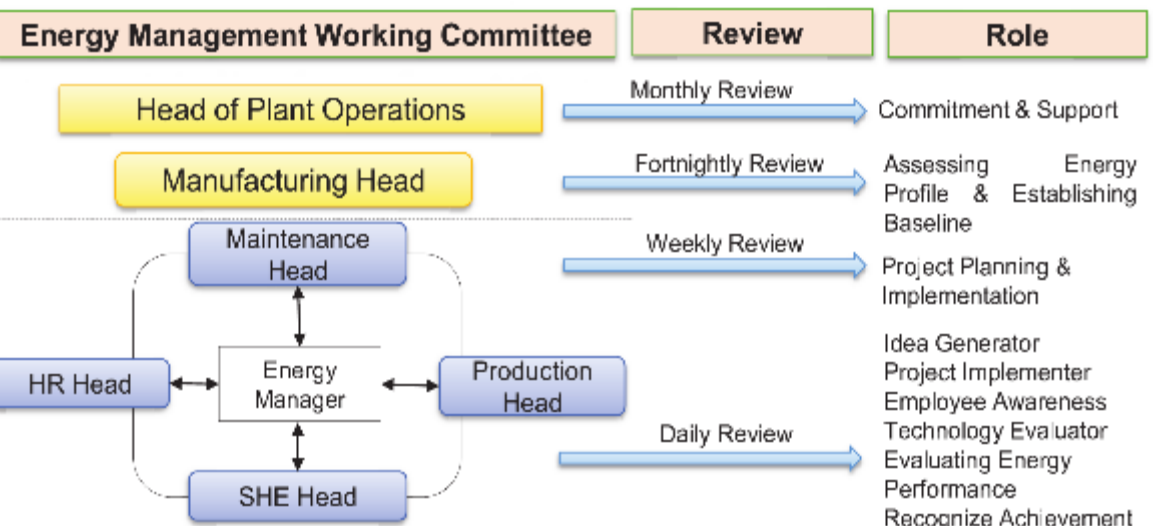 Energy Management Working Committee
Review
Role
Head of Plant Operations
Monthly Review
Commitment & Support
Manufacturing Head
Fortnightly Review
Assessing Energy
Profile & Establishing
Baseline
Maintenance
Head
Weekly Review
Project Planning &
Implementation
HR Head
Energy
Manager
Production
Head
SHE Head
Daily Review
Idea Generator
Project Implementer
Employee Awareness
Technology Evaluator
Evaluating Energy
Performance
Recognize Achievement